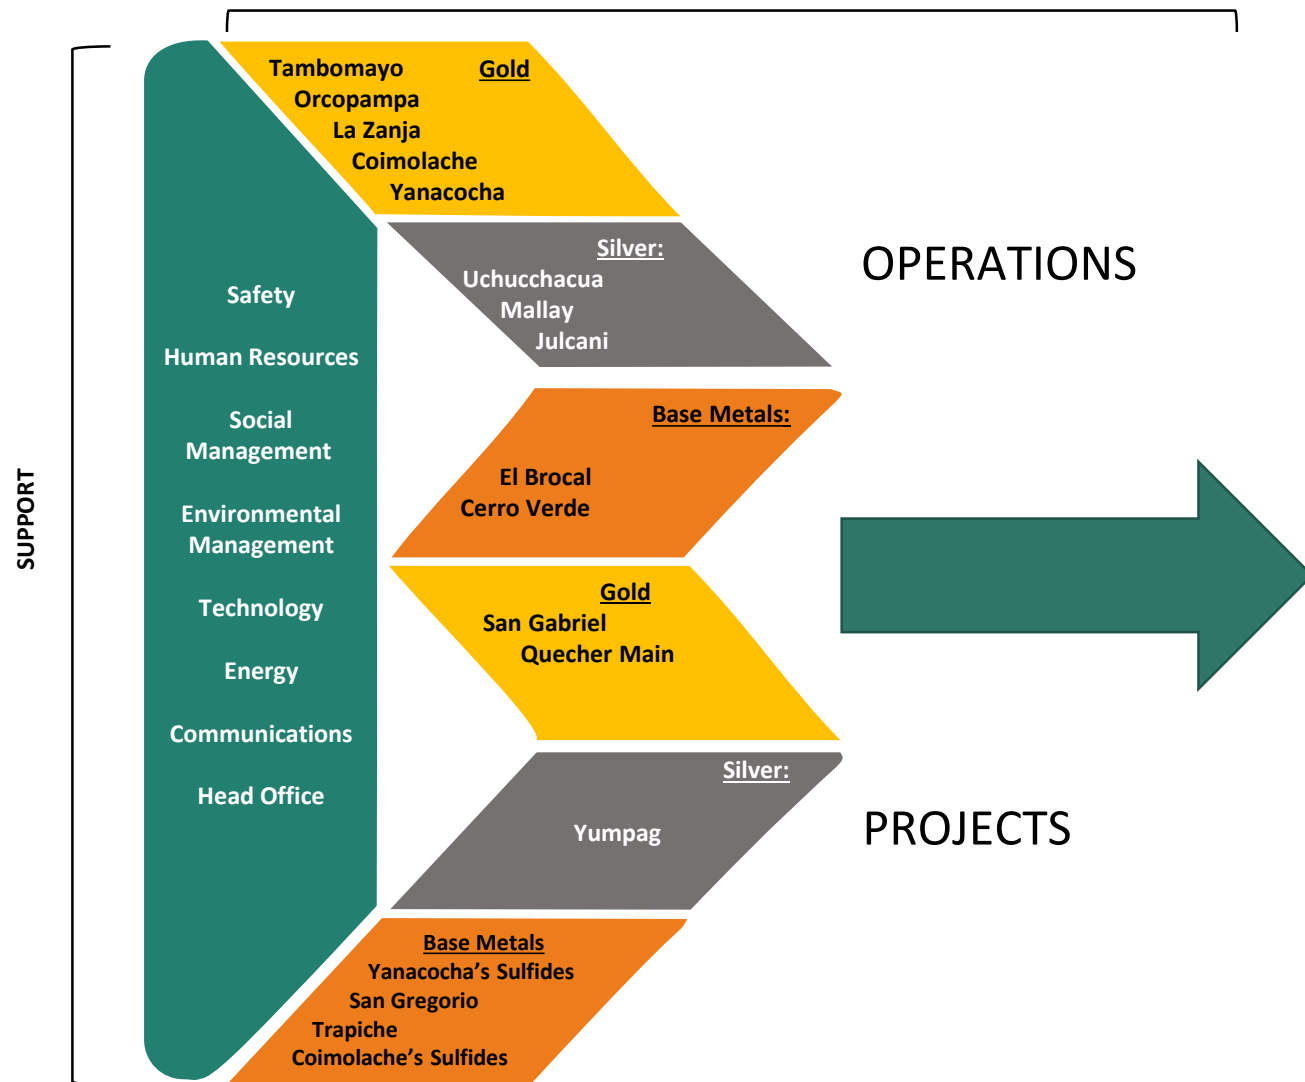 SUPPORT
Safety
Human Resources
Social
Management
Environmental
Management
Technology
Energy
Communications
Head Office
Gold
Tambomayo
Orcopampa
La Zanja
Coimolache
Yanacocha
Silver:
Uchucchacua
Mallay
Julcani
Base Metals:
El Brocal
Cerro Verde
OPERATIONS
Gold
San Gabriel
Quecher Main
Silver:
Yumpag
Base Metals
Yanacocha’s Sulfides
San Gregorio
Trapiche
Coimolache’s Sulfides
PROJECTS